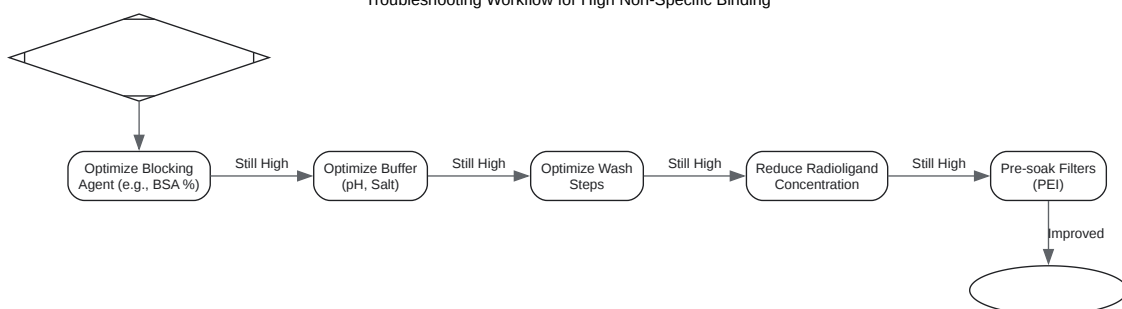 Troubleshooting Workflow for High Non-Specific Binding
Optimize Blocking
Agent (e.g., BSA %)
Still High
Optimize Buffer
(pH, Salt)
Still High
Optimize Wash
Steps
Still High
Reduce Radioligand
Concentration
Still High
Pre-soak Filters
(PEI)
Improved